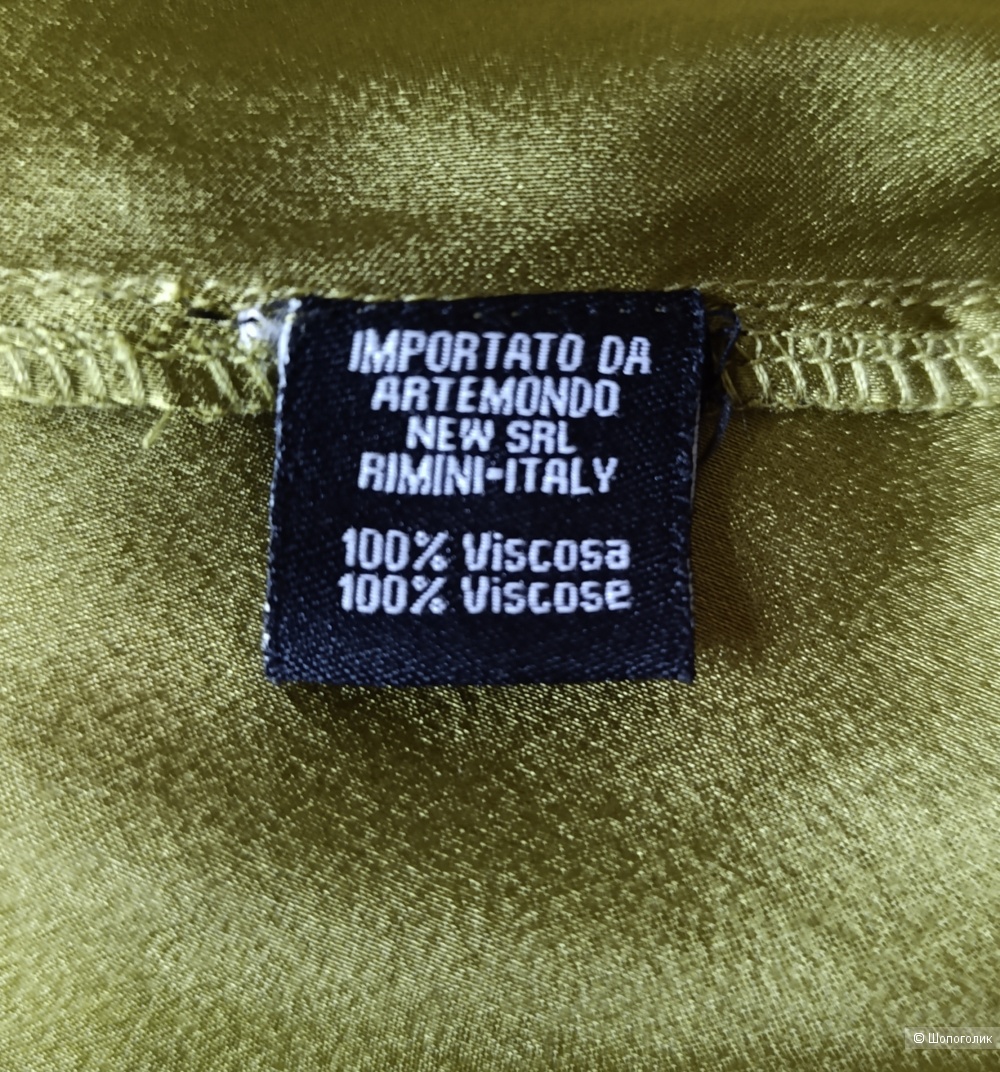 IMPORTATO DA
ARTEMONDO
NEW SRL
RIMINI-ITALY
100% Viscosa
100% Viscose
© Шопоголик